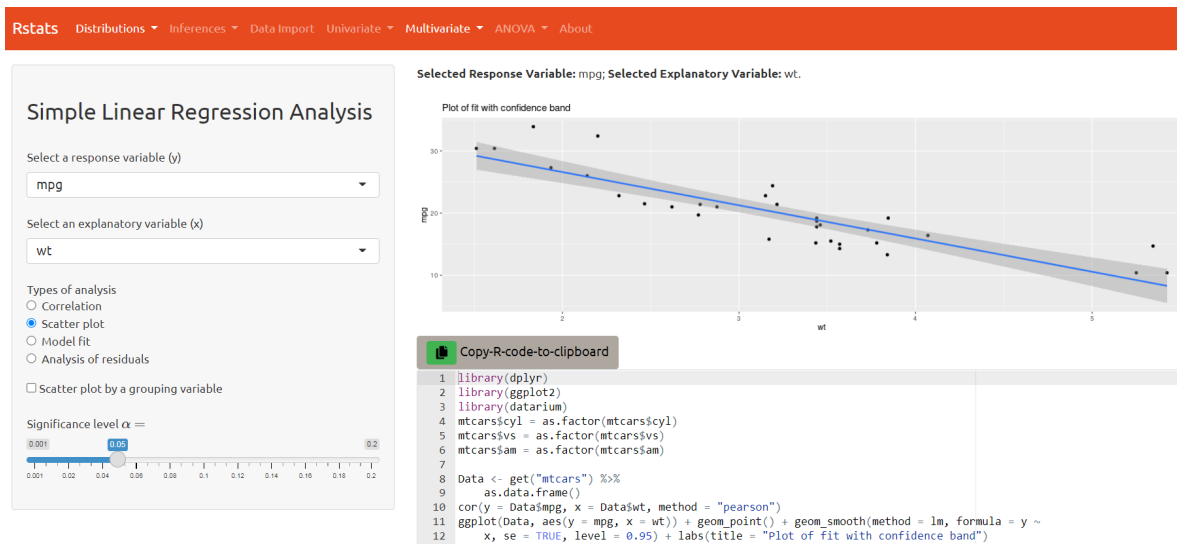 Rstats Distributions Inferences Data Import Univariate Multivariate ANOVA About
Simple Linear Regression Analysis
Select a response variable (y)
mpg
Select an explanatory variable (x)
wt
Types of analysis
Correlation
Scatter plot
Model fit
Analysis of residuals
Scatter plot by a grouping variable
Significance level α =
0.001 0.05 0.2
0.001 0.02 0.04 0.06 0.08 0.1 0.12 0.14 0.16 0.18 0.2
Selected Response Variable: mpg; Selected Explanatory Variable: wt.
Plot of fit with confidence band
30
20
10
mpg
2 3 4 5
wt
Copy-R-code-to-clipboard
1 library(dplyr)
2 library(ggplot2)
3 library(datarium)
4 mtcars$cyl = as.factor(mtcars$cyl)
5 mtcars$vs = as.factor(mtcars$vs)
6 mtcars$am = as.factor(mtcars$am)
7
8 Data <- get("mtcars") %>%
9 as.data.frame()
10 cor(y = Data$mpg, x = Data$wt, method = "pearson")
11 ggplot(Data, aes(y = mpg, x = wt)) + geom_point() + geom_smooth(method = lm, formula = y ~
12 x, se = TRUE, level = 0.95) + labs(title = "Plot of fit with confidence band")